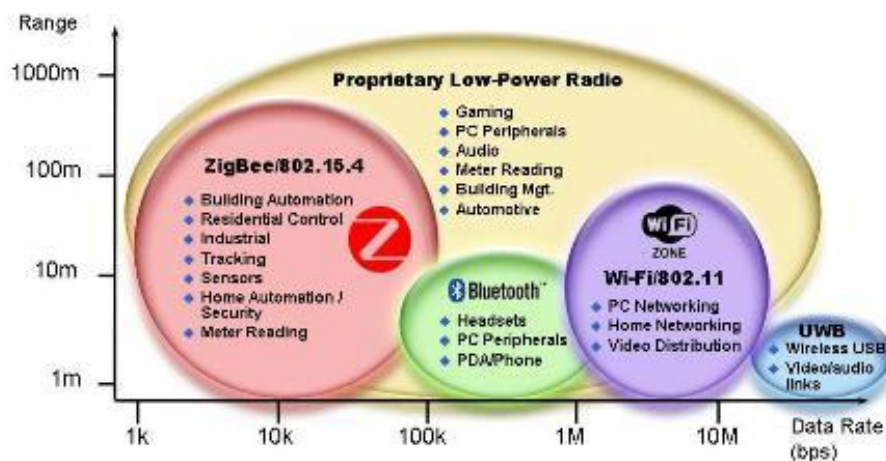 Range
1000m
100m
10m
1m
Proprietary Low-Power Radio
Gaming
PC Peripherals
Audio
Meter Reading
Building Mgt.
Automotive
ZigBee/802.15.4
Building Automation
Residential Control
Industrial
Tracking
Sensors
Home Automation /
Security
Meter Reading
Bluetooth™
Headsets
PC Peripherals
PDA/Phone
Wi Fi
ZONE
Wi-Fi/802.11
PC Networking
Home Networking
Video Distribution
UWB
Wireless USB
Video/audio
links
1k
10k
100k
1M
10M
Data Rate
(bps)